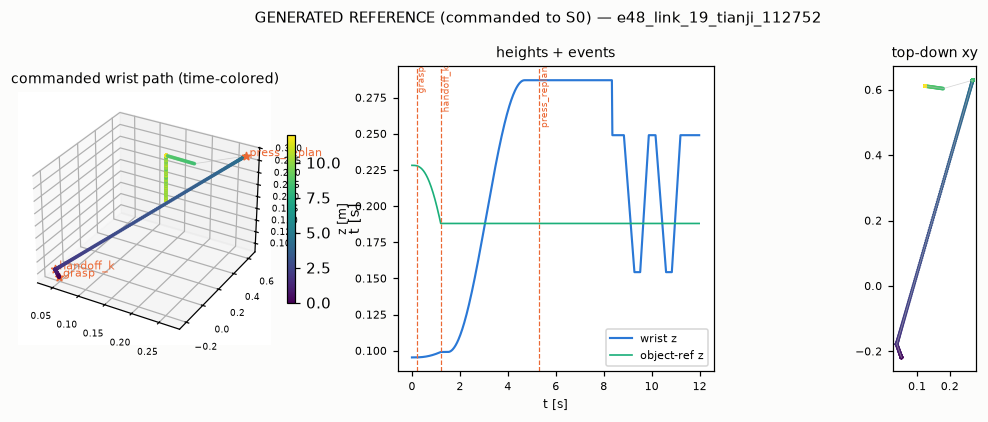 GENERATED REFERENCE (commanded to S0) — e48_link_19_tianji_112752
commanded wrist path (time-colored)
press_replan
handoff_k
grasp
0.05
0.10
0.15
0.20
0.25
−0.2
0.0
0.2
0.4
0.6
10.0
7.5
5.0
2.5
0.0
t [s]
heights + events
grasp
handoff_k
press_replan
z [m]
0.275
0.250
0.225
0.200
0.175
0.150
0.125
0.100
0
2
4
6
8
10
12
t [s]
wrist z
object-ref z
top-down xy
0.6
0.4
0.2
0.0
−0.2
0.1
0.2